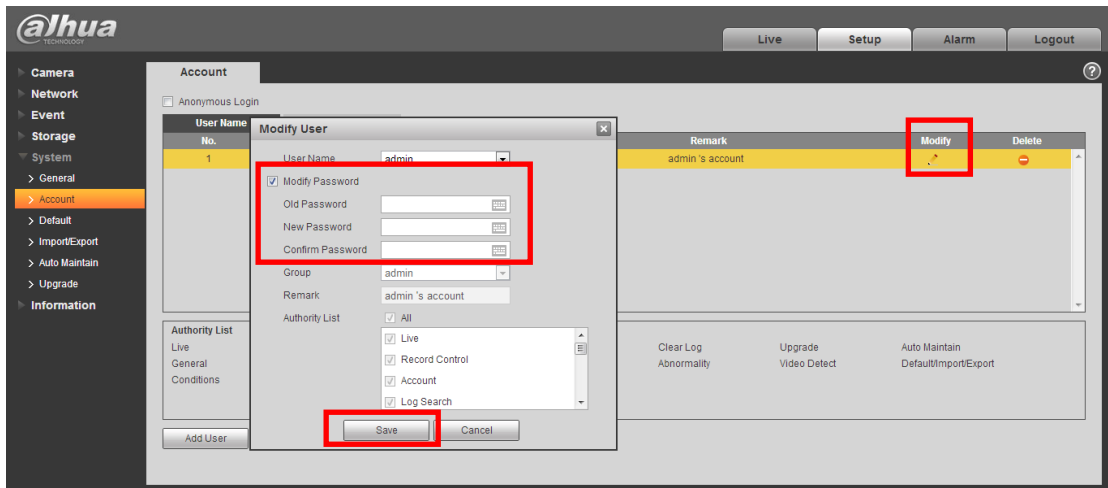 alhua
TECHNOLOGY
Live Setup Alarm Logout
Camera
Network
Event
Storage
System
General
Account
Default
Import/Export
Auto Maintain
Upgrade
Information
Account
?
Anonymous Login
User Name
No. Remark Modify Delete
1 admin 's account
Modify User
User Name admin
Modify Password
Old Password
New Password
Confirm Password
Group admin
Remark admin 's account
Authority List All
Live
Record Control
Account
Log Search
Save Cancel
Authority List
Live Clear Log Upgrade Auto Maintain
General Abnormality Video Detect Default/Import/Export
Conditions
Add User